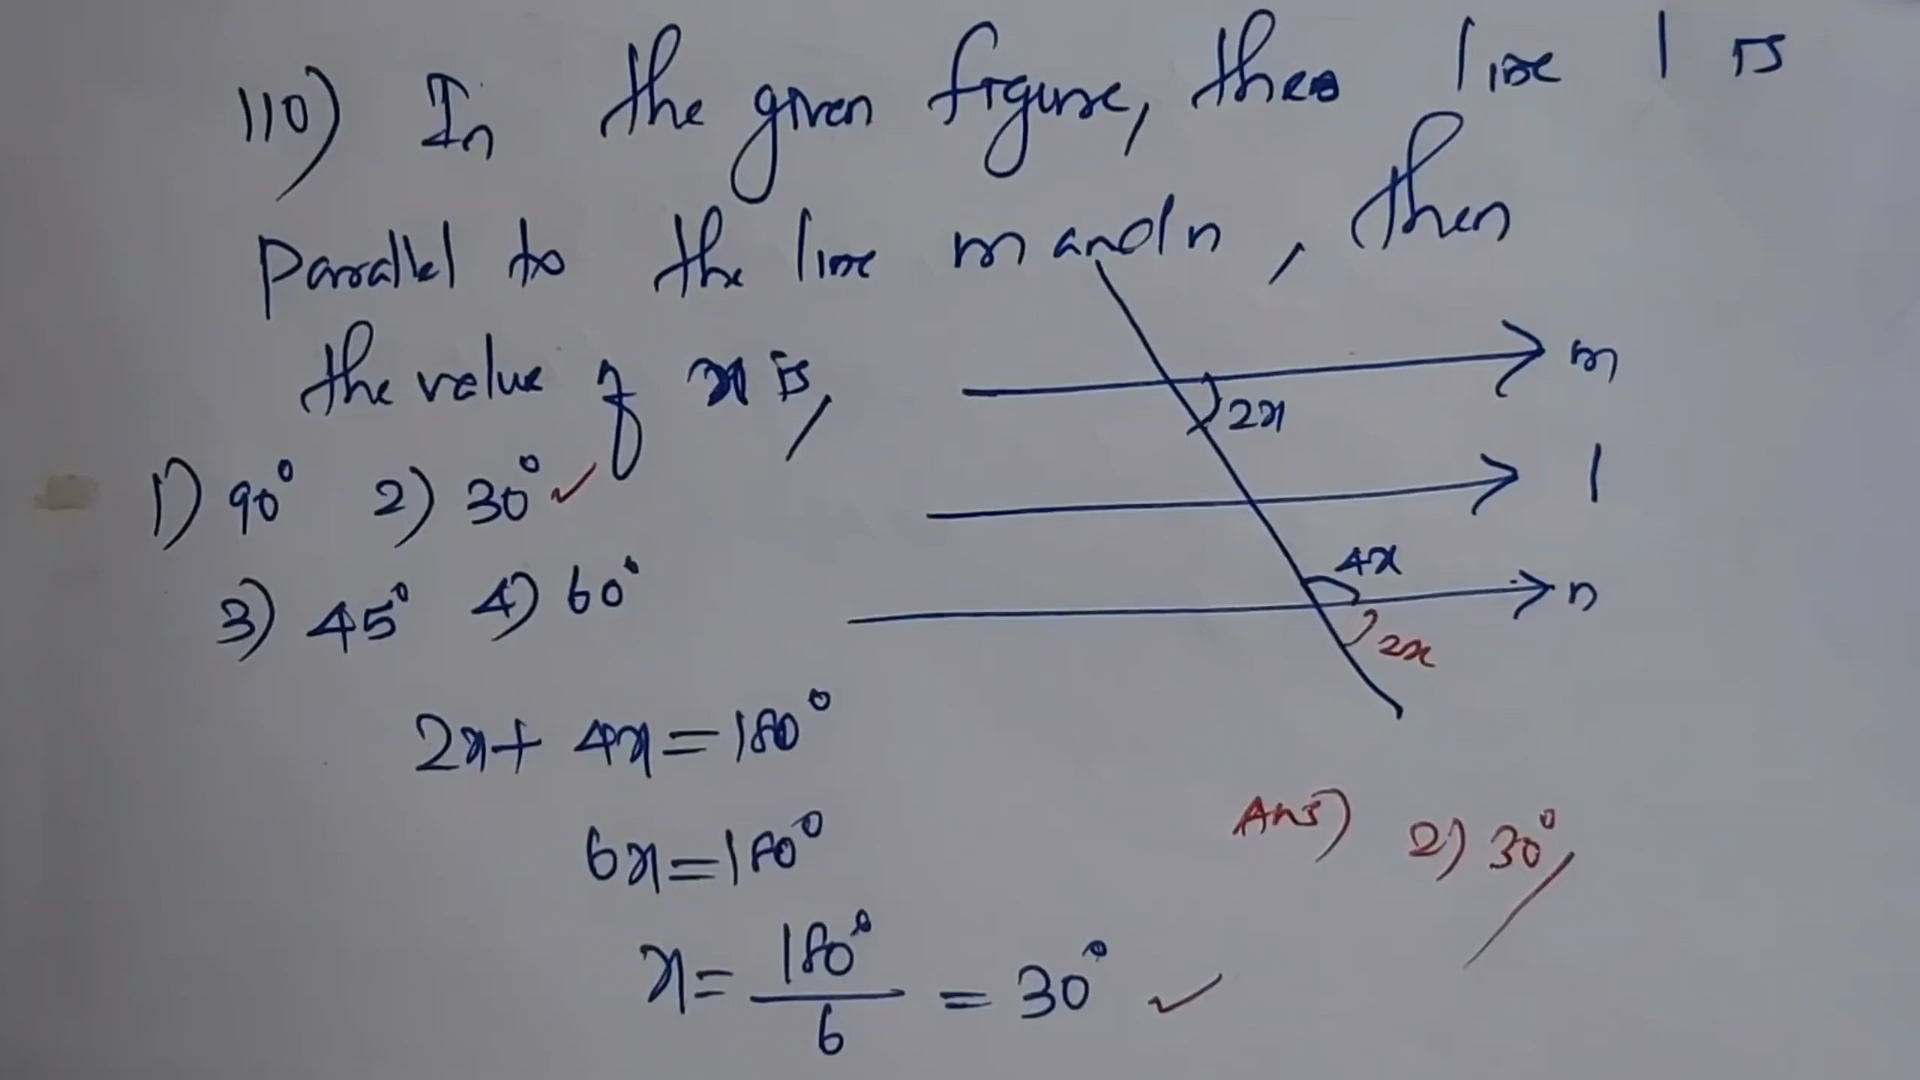 110) In the given figure, the line l is
parallel to the line m and n, then
the value of x is,
1) 90° 2) 30° ✓
3) 45° 4) 60°
m
2x
l
4x
n
2x
2x + 4x = 180°
6x = 180°
x = 180°/6 = 30° ✓
Ans) 2) 30°